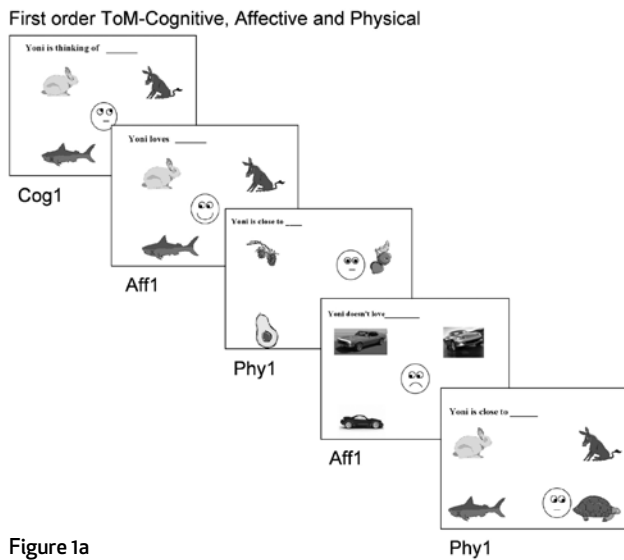 First order ToM-Cognitive, Affective and Physical
Yoni is thinking of ______
Cog1
Yoni loves ______
Aff1
Yoni is close to ____
Phy1
Yoni doesn't love________
Aff1
Yoni is close to ______
Phy1
Figure 1a